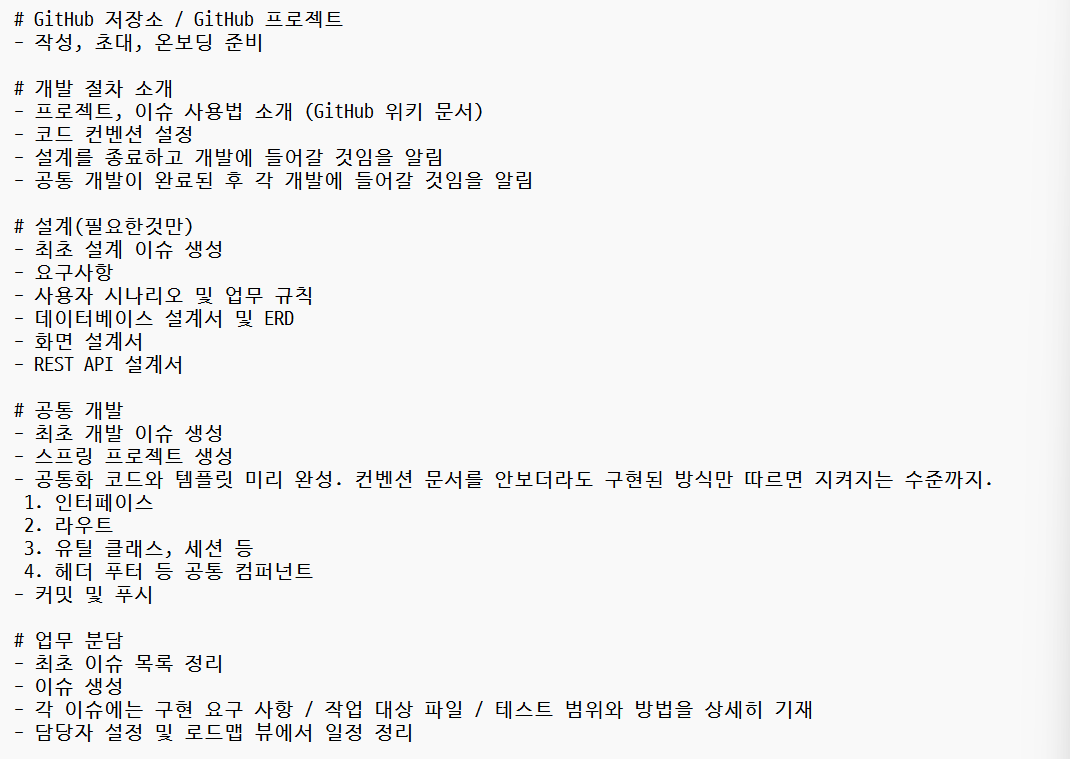 # GitHub 저장소 / GitHub 프로젝트
- 작성, 초대, 온보딩 준비

# 개발 절차 소개
- 프로젝트, 이슈 사용법 소개 (GitHub 위키 문서)
- 코드 컨벤션 설정
- 설계를 종료하고 개발에 들어갈 것임을 알림
- 공통 개발이 완료된 후 각 개발에 들어갈 것임을 알림

# 설계(필요한것만)
- 최초 설계 이슈 생성
- 요구사항
- 사용자 시나리오 및 업무 규칙
- 데이터베이스 설계서 및 ERD
- 화면 설계서
- REST API 설계서

# 공통 개발
- 최초 개발 이슈 생성
- 스프링 프로젝트 생성
- 공통화 코드와 템플릿 미리 완성. 컨벤션 문서를 안보더라도 구현된 방식만 따르면 지켜지는 수준까지.
 1. 인터페이스
 2. 라우트
 3. 유틸 클래스, 세션 등
 4. 헤더 푸터 등 공통 컴퍼넌트
- 커밋 및 푸시

# 업무 분담
- 최초 이슈 목록 정리
- 이슈 생성
- 각 이슈에는 구현 요구 사항 / 작업 대상 파일 / 테스트 범위와 방법을 상세히 기재
- 담당자 설정 및 로드맵 뷰에서 일정 정리